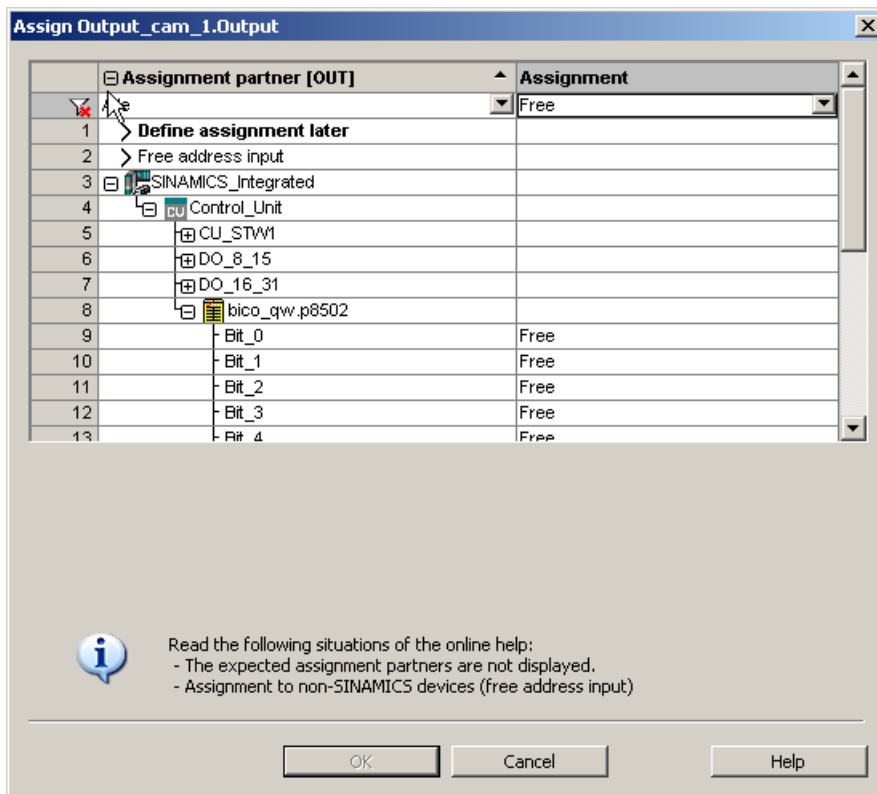 Assign Output_cam_1.Output
Assignment partner [OUT] Assignment
Free
1 Define assignment later
2 Free address input
3 SINAMICS_Integrated
4 CU Control_Unit
5 CU_STW1
6 DO_8_15
7 DO_16_31
8 bico_qw.p8502
9 Bit_0 Free
10 Bit_1 Free
11 Bit_2 Free
12 Bit_3 Free
13 Bit_4 Free
Read the following situations of the online help:
- The expected assignment partners are not displayed.
- Assignment to non-SINAMICS devices (free address input)
OK Cancel Help